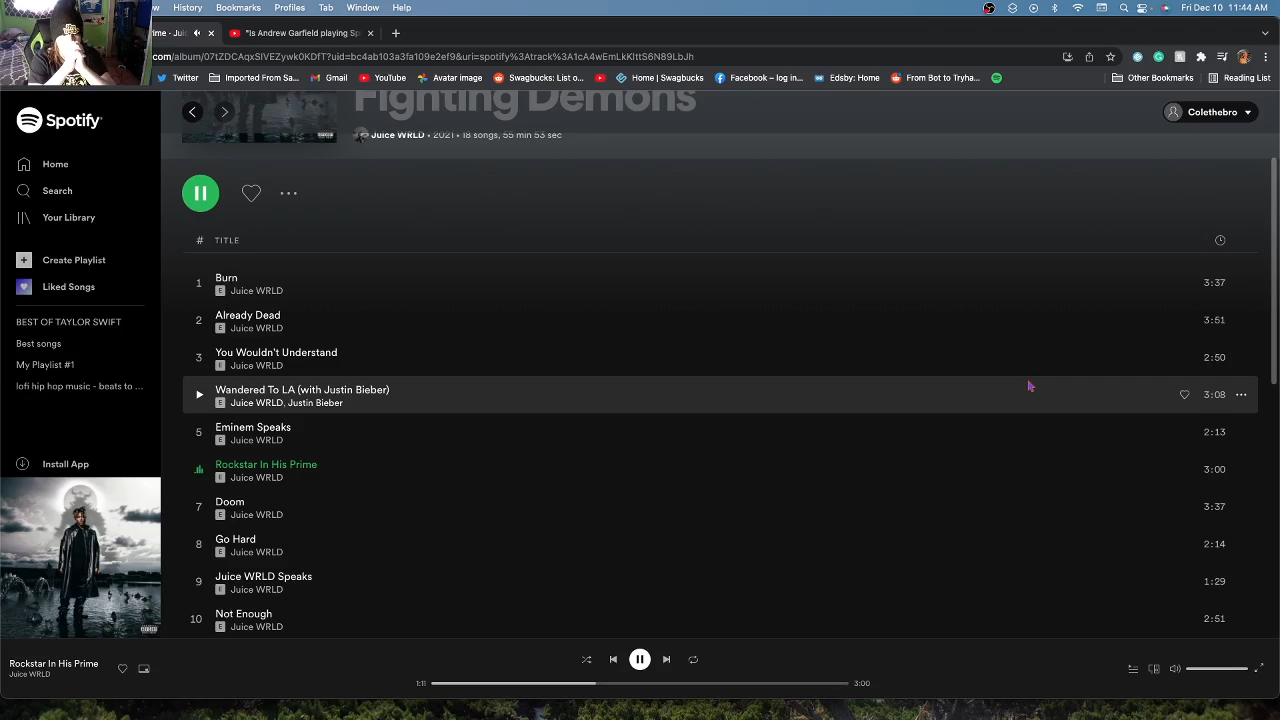 w History Bookmarks Profiles Tab Window Help Fri Dec 10 11:44 AM
ime - Juice W "Is Andrew Garfield playing Sp
com/album/07tZDCAqxSIVEZywk0KDfT?uid=bc4ab103a3fa109e2ef9&uri=spotify%3Atrack%3A1cA4wEmLkKIttS6N89LbJh
Twitter Imported From Sa... Gmail YouTube Avatar image Swagbucks: List o... Home | Swagbucks Facebook – log in... Edsby: Home From Bot to Tryha... Other Bookmarks Reading List
Spotify
Home
Search
Your Library
Create Playlist
Liked Songs
BEST OF TAYLOR SWIFT
Best songs
My Playlist #1
lofi hip hop music - beats to ...
Install App
Fighting Demons
Colethebro
Juice WRLD • 2021 • 18 songs, 55 min 53 sec
# TITLE
1 Burn 3:37
E Juice WRLD
2 Already Dead 3:51
E Juice WRLD
3 You Wouldn't Understand 2:50
E Juice WRLD
Wandered To LA (with Justin Bieber) 3:08
E Juice WRLD, Justin Bieber
5 Eminem Speaks 2:13
E Juice WRLD
Rockstar In His Prime 3:00
E Juice WRLD
7 Doom 3:37
E Juice WRLD
8 Go Hard 2:14
E Juice WRLD
9 Juice WRLD Speaks 1:29
E Juice WRLD
10 Not Enough 2:51
E Juice WRLD
Rockstar In His Prime
Juice WRLD
1:11 3:00